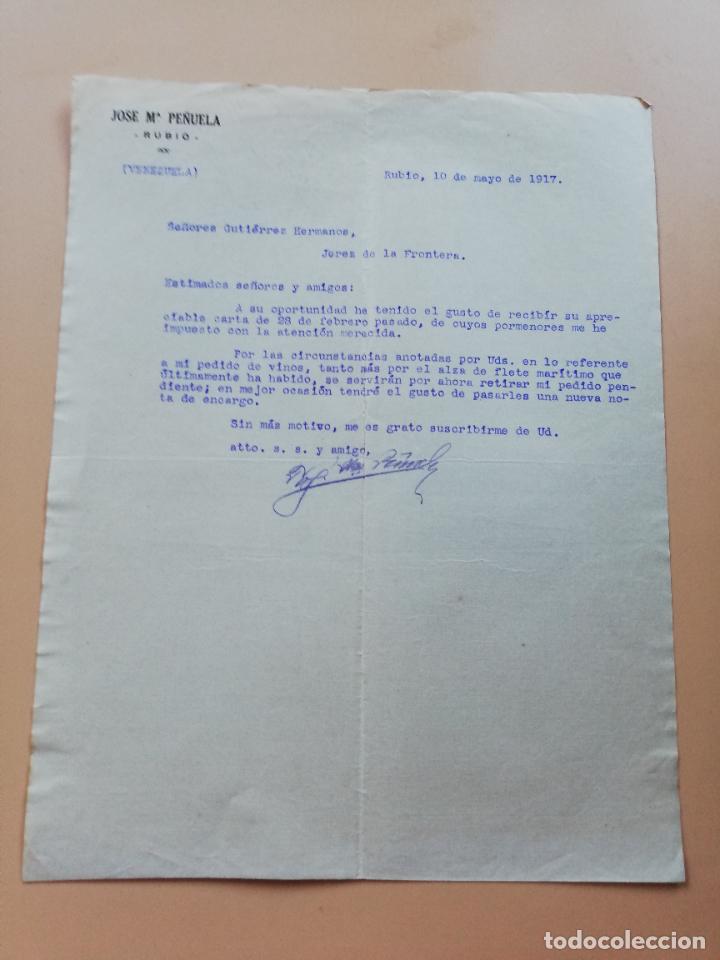 JOSE Mª PEÑUELA
- RUBIO -
(VENEZUELA)
Rubio, 10 de mayo de 1917.
Señores Gutiérrez Hermanos,
Jerez de la Frontera.
Estimados señores y amigos:
A su oportunidad he tenido el gusto de recibir su apre-
ciable carta de 28 de febrero pasado, de cuyos pormenores me he
impuesto con la atención merecida.
Por las circunstancias anotadas por Uds. en lo referente
a mi pedido de vinos, tanto más por el alza de flete marítimo que
últimamente ha habido, se servirán por ahora retirar mi pedido pen-
diente; en mejor ocasión tendré el gusto de pasarles una nueva no-
ta de encargo.
Sin más motivo, me es grato suscribirme de Ud.
atto. s. s. y amigo,
Peñuela
todocoleccion